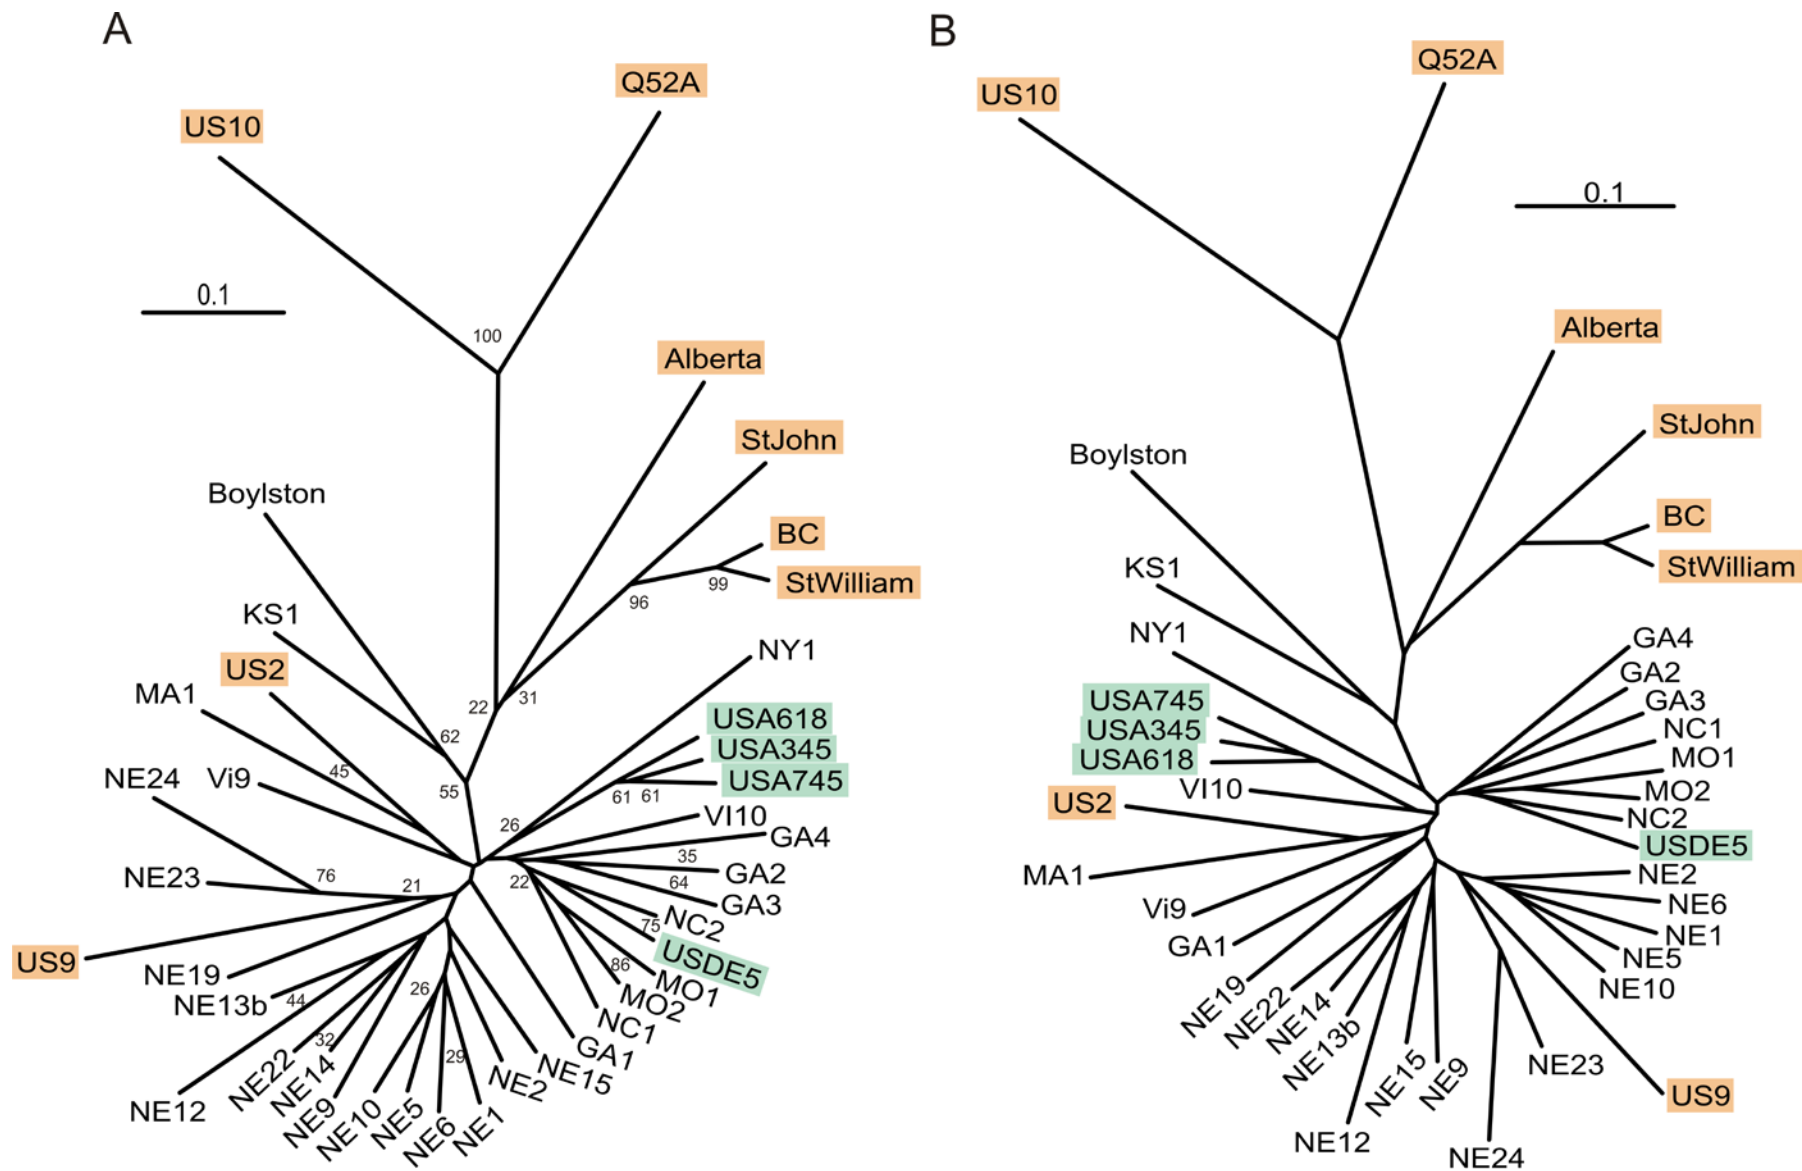 A
Q52A
US10
0.1
100
Alberta
StJohn
Boylston
BC
StWilliam
99
96
KS1
NY1
US2
MA1
31
22
USA618
62
USA345
45
Vi9
NE24
USA745
55
61 61
VI10
26
GA4
35
GA2
NE23
76
21
22
64
GA3
NC2
75
US9
USDE5
NE19
86
MO1
NE13b
44
26
MO2
NC1
32
GA1
NE22
29
NE14
NE15
NE2
NE12
NE9
NE10
NE5
NE6
NE1
B
Q52A
US10
0.1
Alberta
StJohn
Boylston
BC
KS1
StWilliam
NY1
GA4
GA2
USA745
GA3
USA345
NC1
USA618
MO1
VI10
MO2
US2
NC2
USDE5
MA1
NE2
Vi9
NE6
GA1
NE1
NE5
NE19
NE10
NE22
NE14
NE13b
NE23
NE15
NE9
US9
NE12
NE24